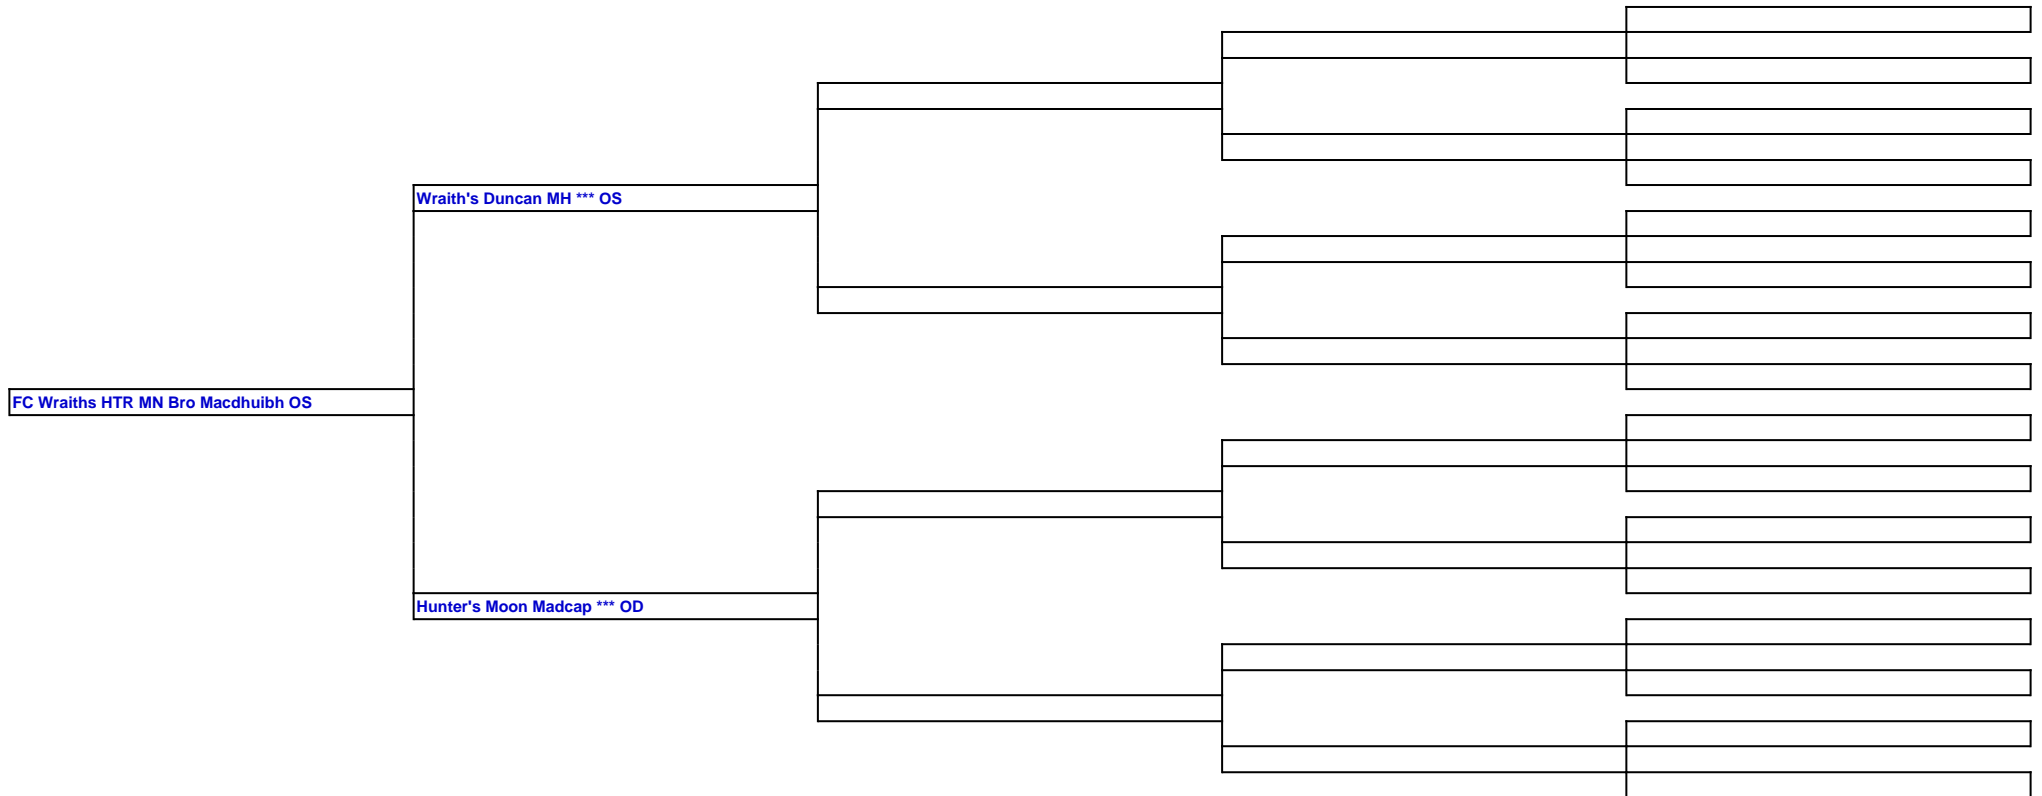 Wraith's Duncan MH *** OS
FC Wraiths HTR MN Bro Macdhuibh OS
Hunter's Moon Madcap *** OD